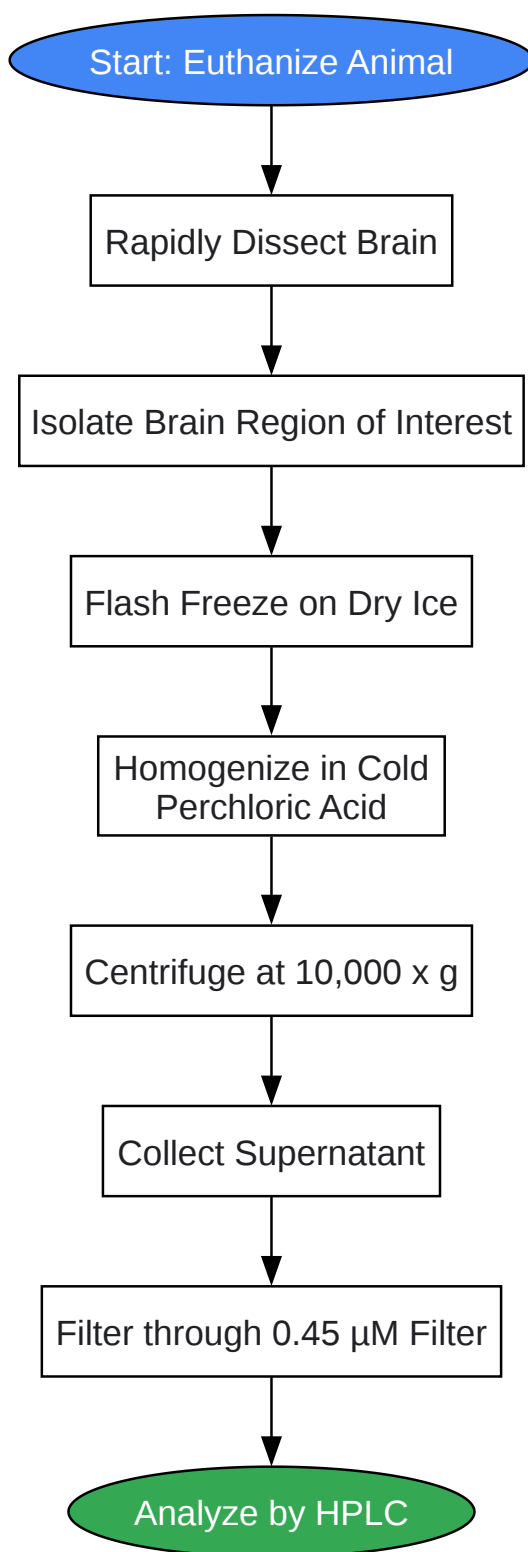 Start: Euthanize Animal
Rapidly Dissect Brain
Isolate Brain Region of Interest
Flash Freeze on Dry Ice
Homogenize in Cold
Perchloric Acid
Centrifuge at 10,000 x g
Collect Supernatant
Filter through 0.45 µM Filter
Analyze by HPLC